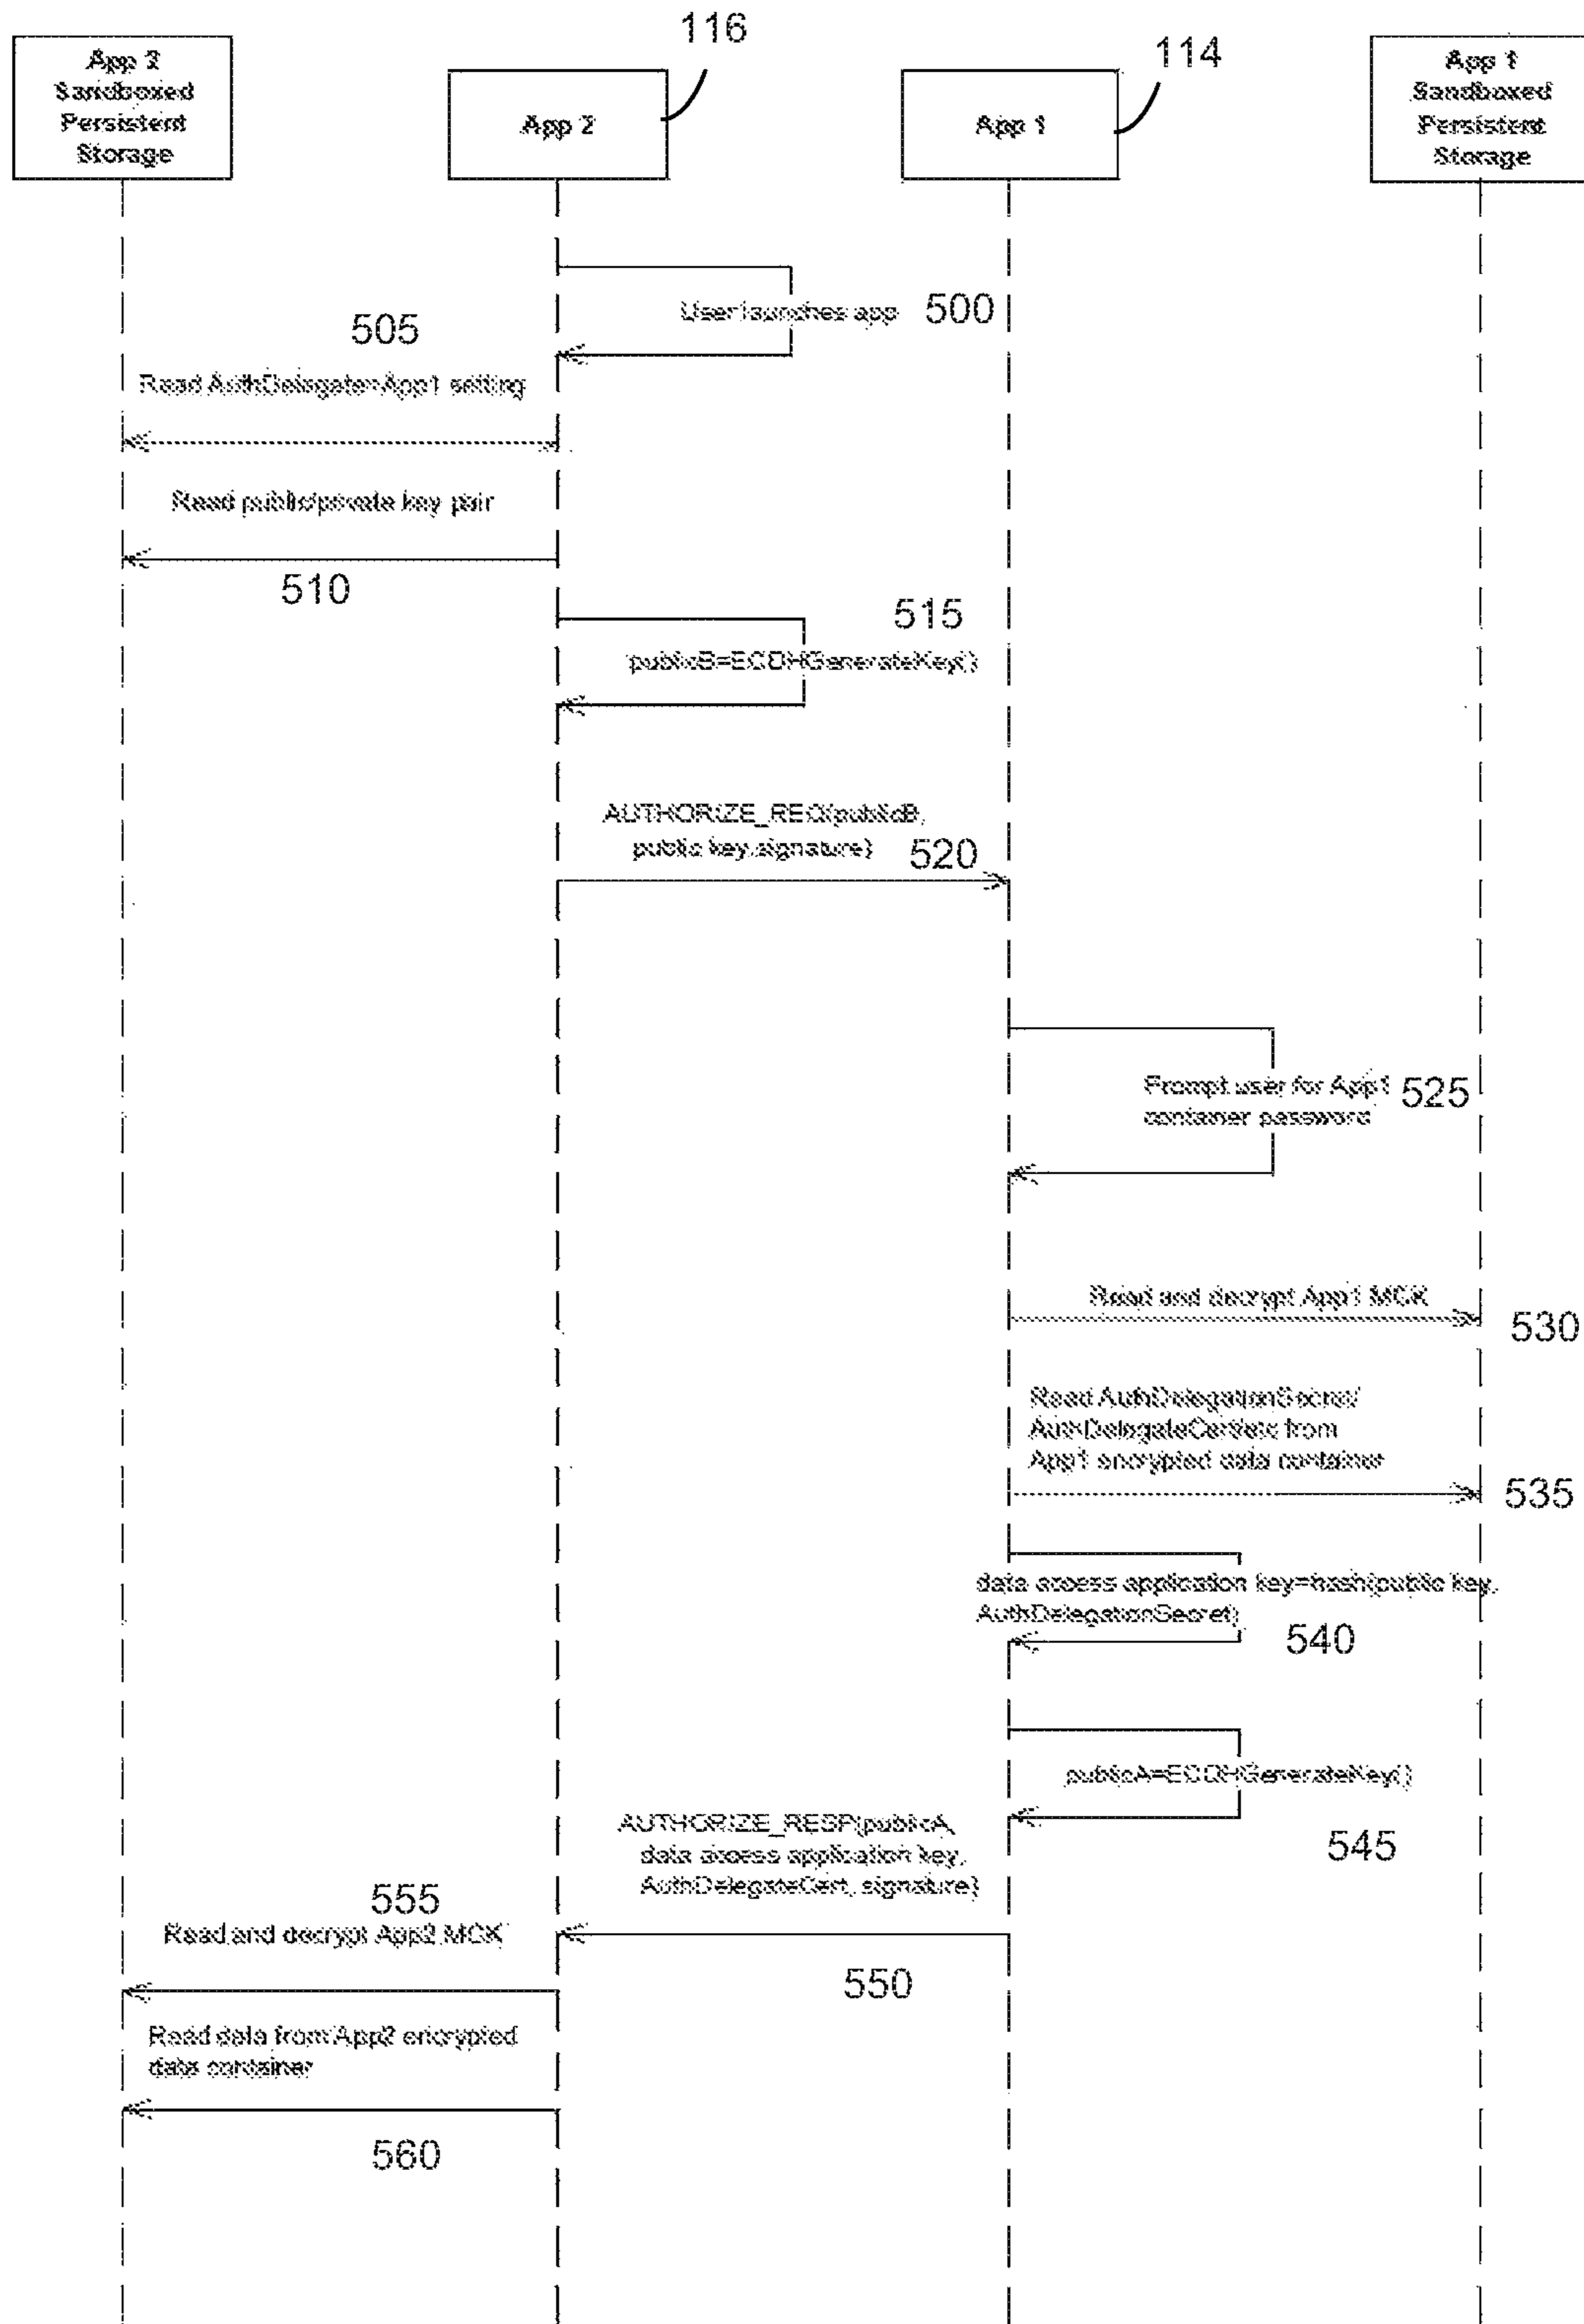 116
114
App 2
Sandboxed
Persistent
Storage
App 2
App 1
App 1
Sandboxed
Persistent
Storage
User launches app
500
505
Read AuthDelegate=App1 setting
Read public/private key pair
510
515
publicB=ECDHGenerateKey()
AUTHORIZE_REQ(publicB,
public key,signature)
520
Prompt user for App1
container password
525
Read and decrypt App1 MCK
530
Read AuthDelegationSecret/
AuthDelegateCert from
App1 encrypted data container
535
data access application key=hash(public key,
AuthDelegationSecret)
540
publicA=ECDHGenerateKey()
545
AUTHORIZE_RESP(publicA,
data access application key,
AuthDelegateCert, signature)
550
555
Read and decrypt App2 MCK
Read data from App2 encrypted
data container
560